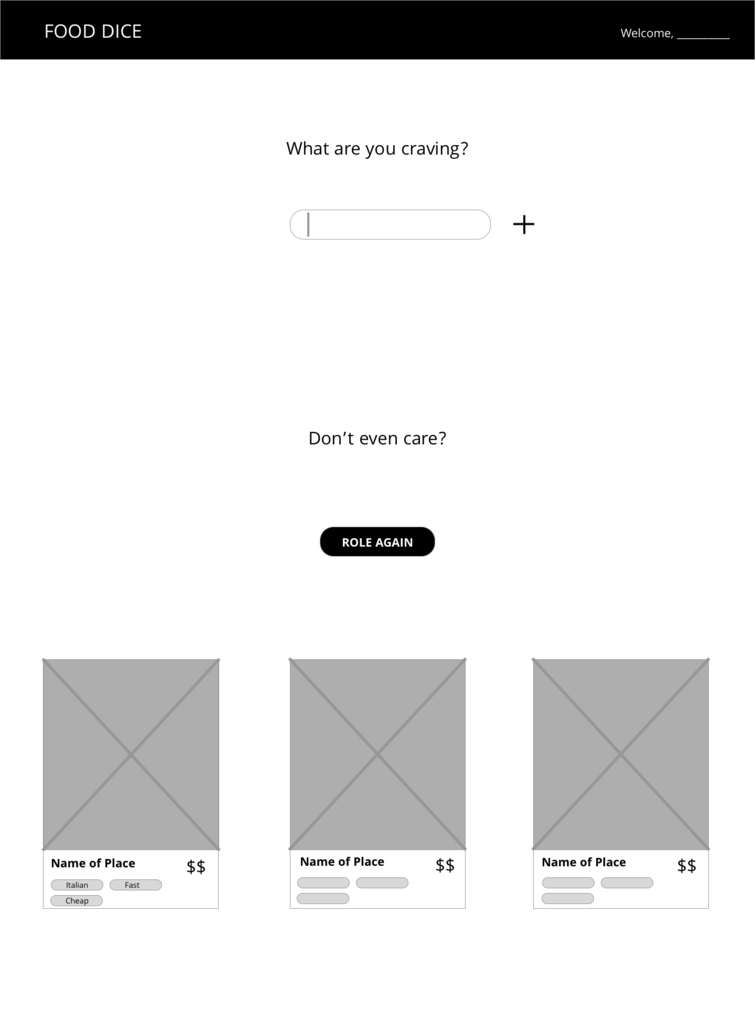 FOOD DICE
Welcome, __________
What are you craving?
Don't even care?
ROLE AGAIN
Name of Place $$
Italian Fast
Cheap
Name of Place $$
Name of Place $$